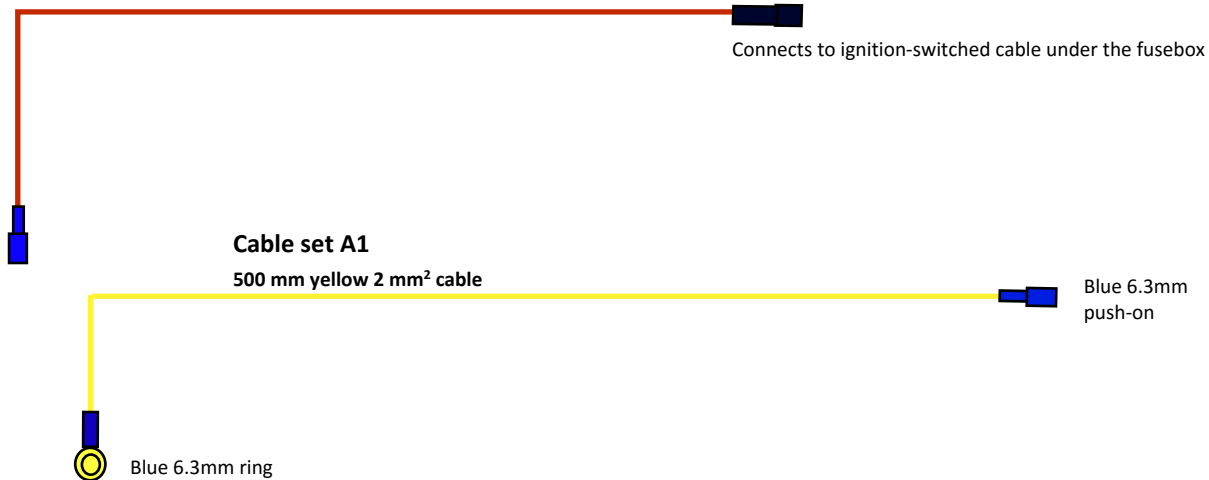 Connects to ignition-switched cable under the fusebox
Cable set A1
500 mm yellow 2 mm² cable
Blue 6.3mm
push-on
Blue 6.3mm ring